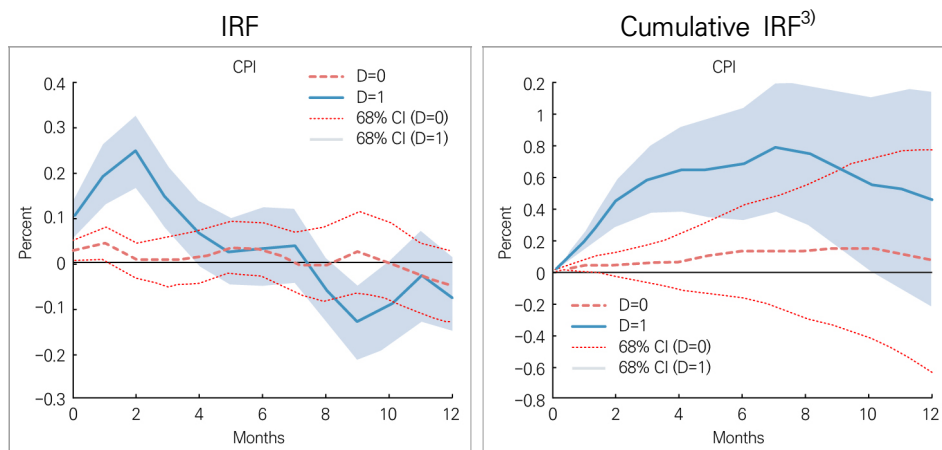 IRF
CPI
0.4
0.3
0.2
0.1
0
−0.1
−0.2
−0.3
Percent
D=0
D=1
68% CI (D=0)
68% CI (D=1)
0 2 4 6 8 10 12
Months
Cumulative IRF3)
CPI
0.2
1
0.8
0.6
0.4
0.2
0
−0.2
−0.4
−0.6
−0.8
Percent
D=0
D=1
68% CI (D=0)
68% CI (D=1)
0 2 4 6 8 10 12
Months